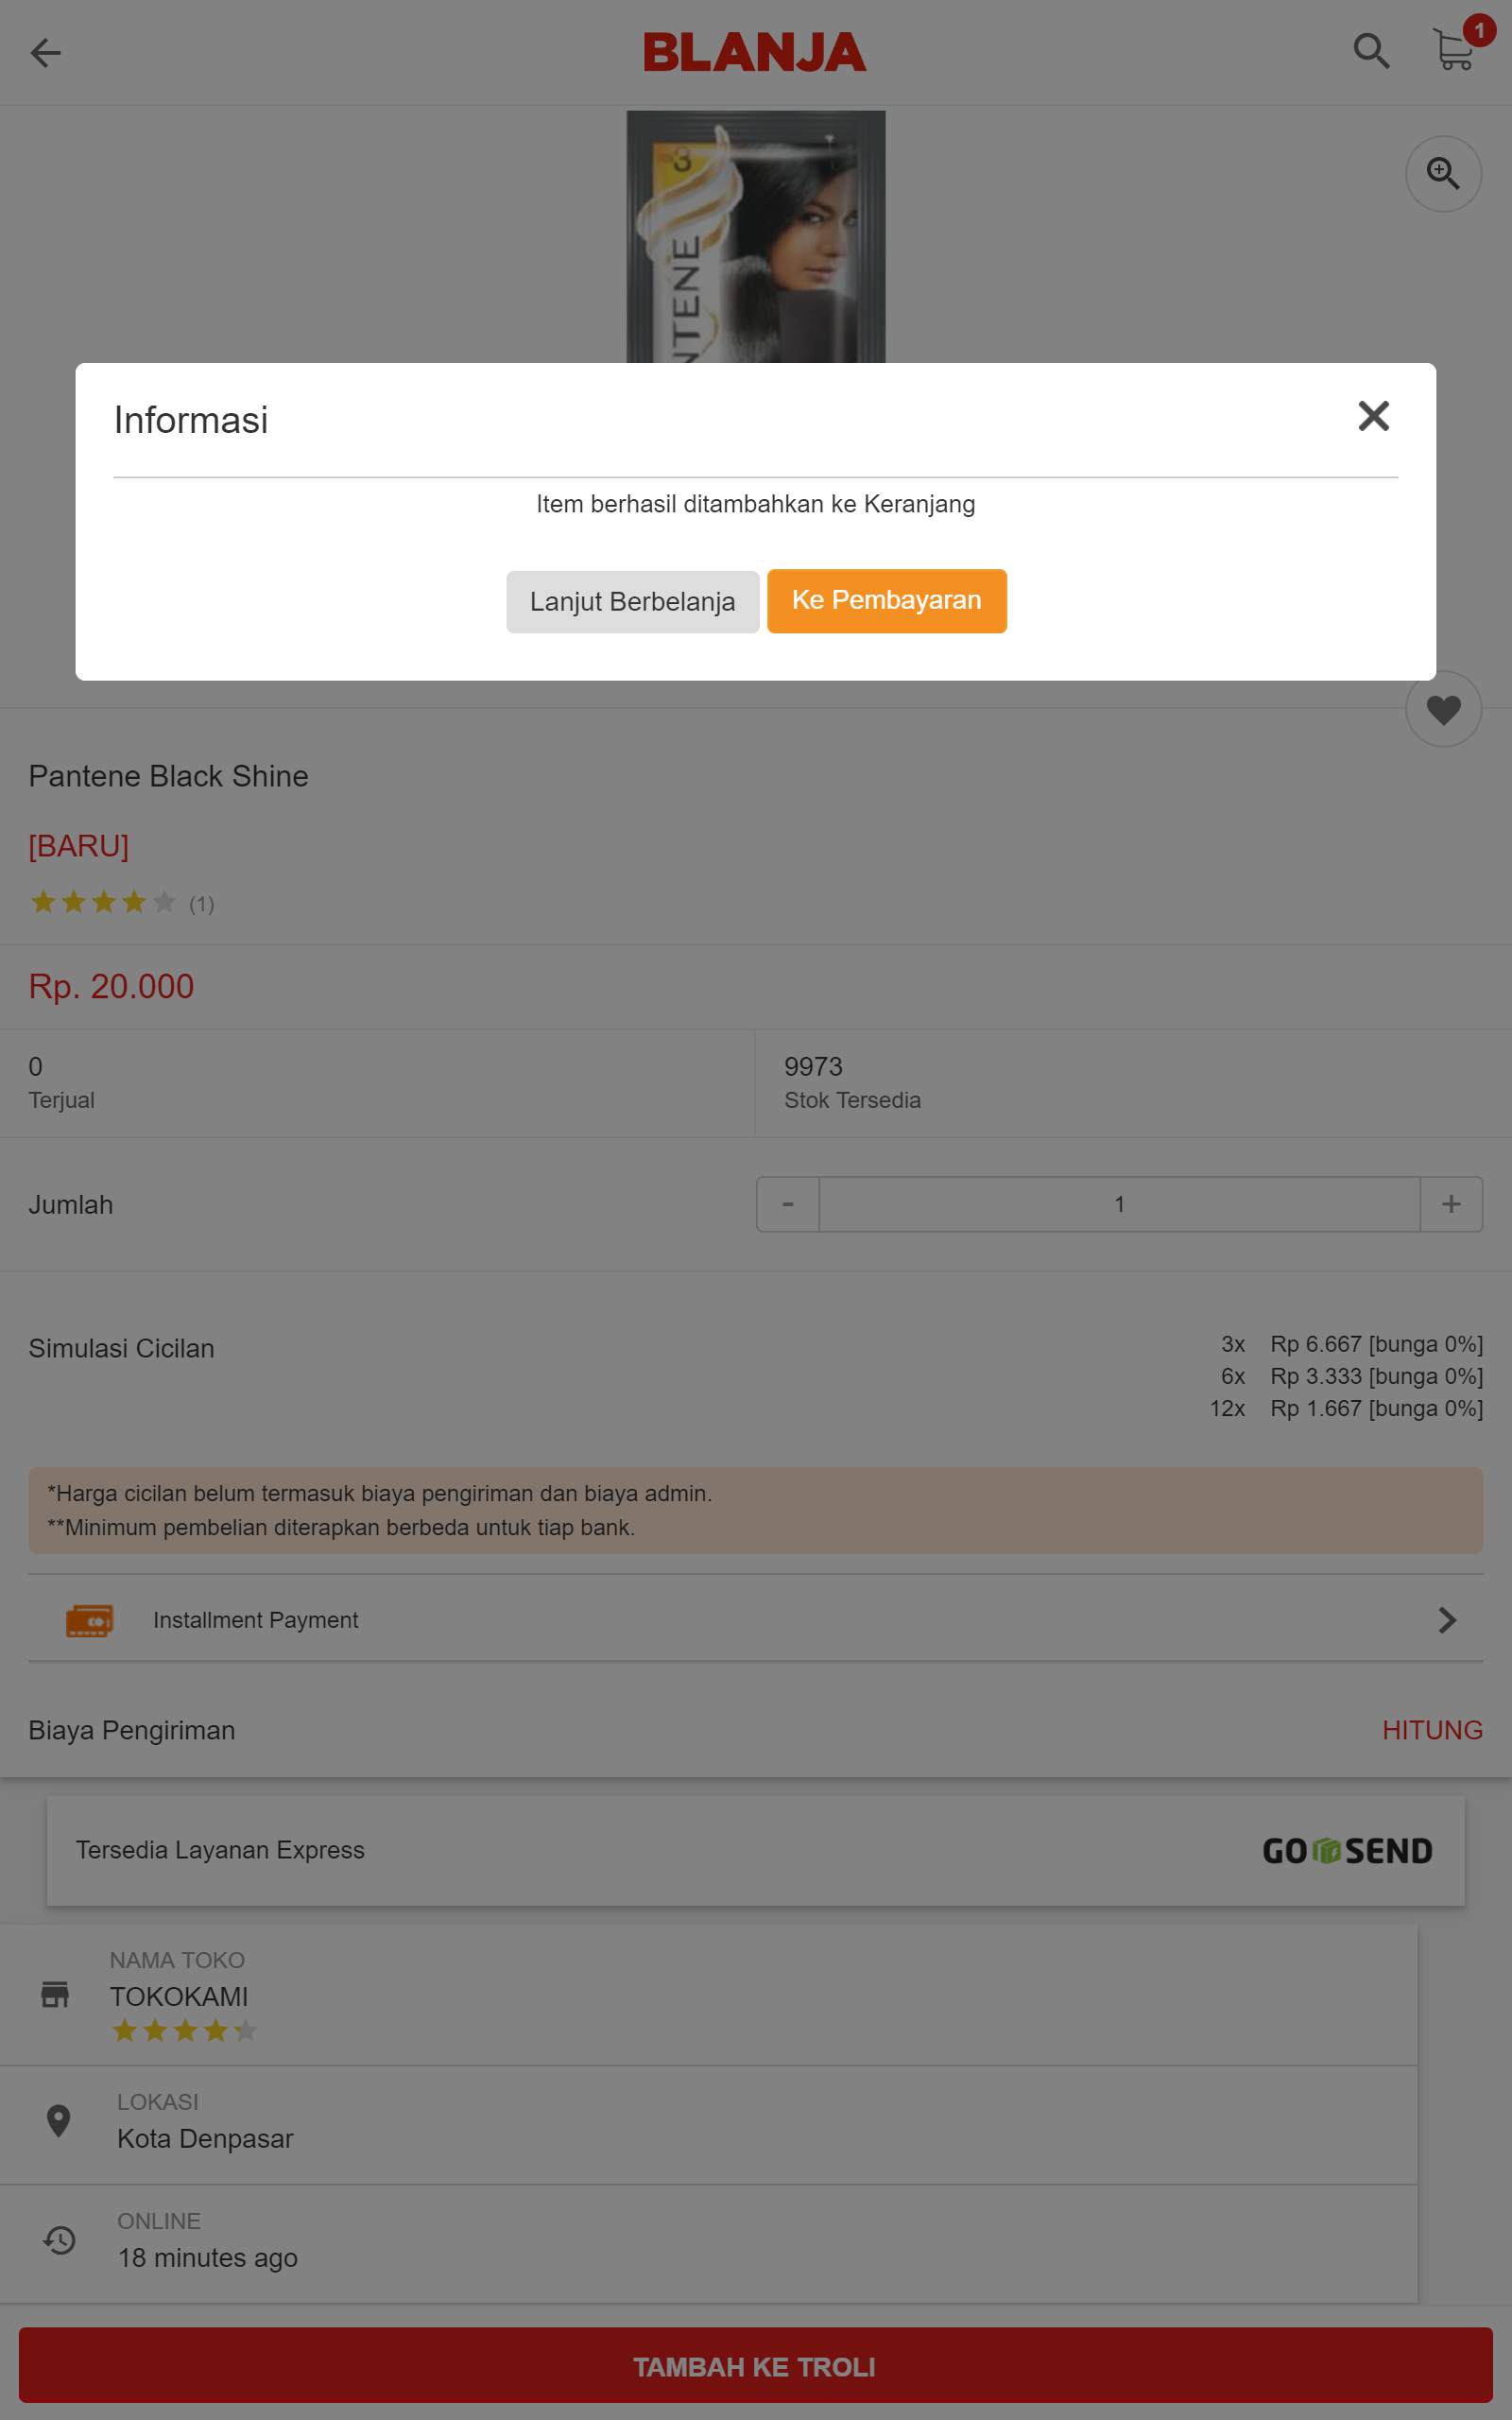 BLANJA
1
3
NTENE
Informasi
Item berhasil ditambahkan ke Keranjang
Lanjut Berbelanja
Ke Pembayaran
Pantene Black Shine
[BARU]
(1)
Rp. 20.000
0
Terjual
9973
Stok Tersedia
Jumlah
- 1 +
Simulasi Cicilan
3x Rp 6.667 [bunga 0%]
6x Rp 3.333 [bunga 0%]
12x Rp 1.667 [bunga 0%]
*Harga cicilan belum termasuk biaya pengiriman dan biaya admin.
**Minimum pembelian diterapkan berbeda untuk tiap bank.
Installment Payment
Biaya Pengiriman HITUNG
Tersedia Layanan Express GO SEND
NAMA TOKO
TOKOKAMI
LOKASI
Kota Denpasar
ONLINE
18 minutes ago
TAMBAH KE TROLI